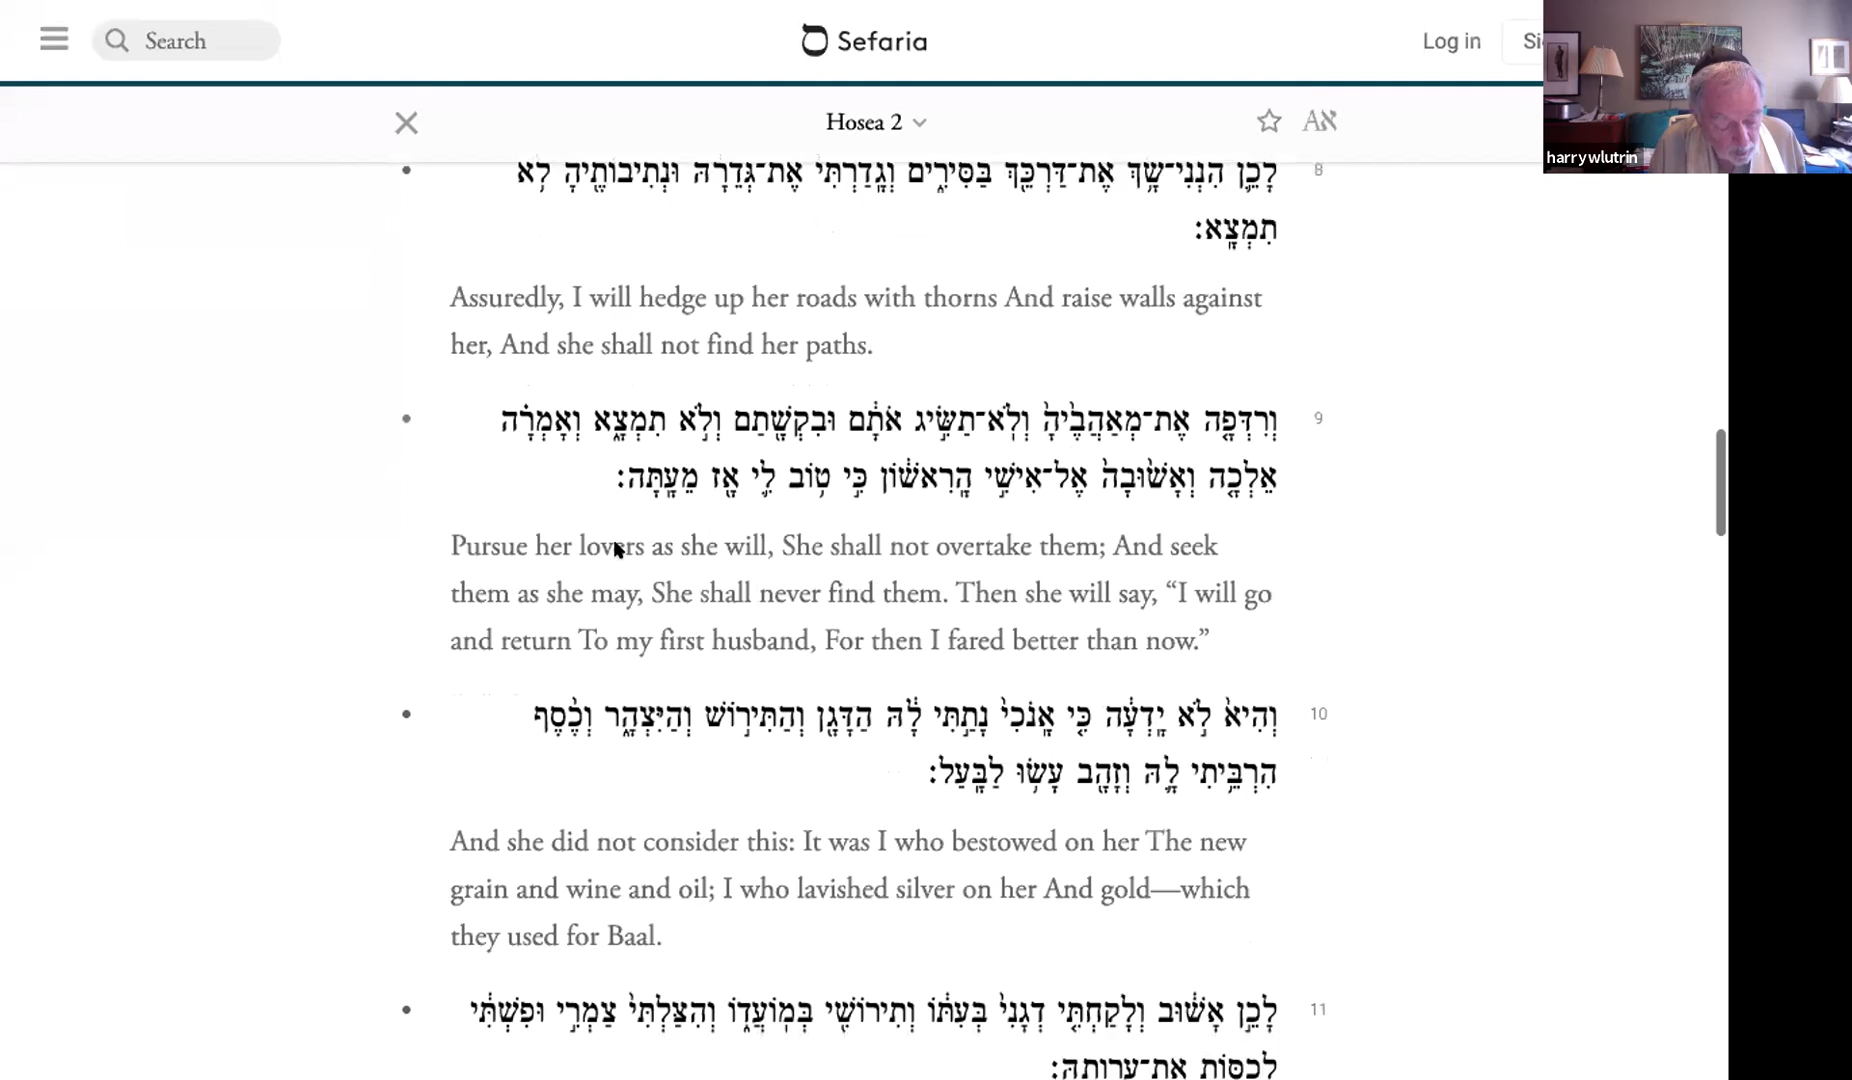 Search
Sefaria
Log in
Si
harrywlutrin
Hosea 2
Aא
8
לָכֵ֛ן הִנְנִי־שָׂ֥ךְ אֶת־דַּרְכֵּ֖ךְ בַּסִּירִ֑ים וְגָֽדַרְתִּי֙ אֶת־גְּדֵרָ֔הּ וּנְתִיבוֹתֶ֖יהָ לֹ֥א
תִמְצָֽא׃
Assuredly, I will hedge up her roads with thorns And raise walls against
her, And she shall not find her paths.
9
וְרִדְּפָ֤ה אֶת־מְאַהֲבֶ֙יהָ֙ וְלֹֽא־תַשִּׂ֣יג אֹתָ֔ם וּבִקְשָׁ֖תַם וְלֹ֣א תִמְצָ֑א וְאָמְרָ֗ה
אֵלְכָ֤ה וְאָשׁ֙וּבָה֙ אֶל־אִישִׁ֣י הָֽרִאשׁ֔וֹן כִּ֣י ט֥וֹב לִ֛י אָ֖ז מֵעָֽתָּה׃
Pursue her lovers as she will, She shall not overtake them; And seek
them as she may, She shall never find them. Then she will say, “I will go
and return To my first husband, For then I fared better than now.”
10
וְהִיא֙ לֹ֣א יָֽדְעָ֔ה כִּ֤י אָֽנֹכִי֙ נָתַ֣תִּי לָ֔הּ הַדָּגָ֖ן וְהַתִּיר֣וֹשׁ וְהַיִּצְהָ֑ר וְכֶ֨סֶף
הִרְבֵּ֥יתִי לָ֛הּ וְזָהָ֖ב עָשׂ֥וּ לַבָּֽעַל׃
And she did not consider this: It was I who bestowed on her The new
grain and wine and oil; I who lavished silver on her And gold—which
they used for Baal.
11
לָכֵ֣ן אָשׁ֔וּב וְלָקַחְתִּ֤י דְגָנִי֙ בְּעִתּ֔וֹ וְתִירוֹשִׁ֖י בְּמֽוֹעֲד֑וֹ וְהִצַּלְתִּי֙ צַמְרִ֣י וּפִשְׁתִּ֔י
לְכַסּ֖וֹת אֶת־עֶרְוָתָֽהּ׃